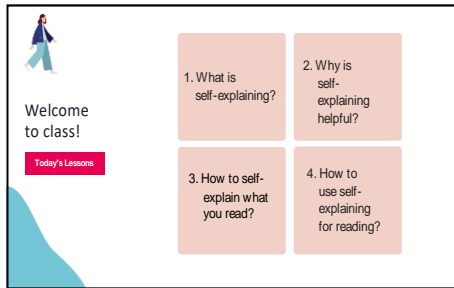 Welcome
to class!
Today's Lessons
1. What is
self-explaining?
2. Why is
self-
explaining
helpful?
3. How to self-
explain what
you read?
4. How to
use self-
explaining
for reading?